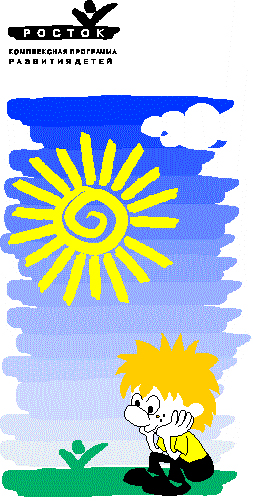 РОСТОК
КОМПЛЕКСНАЯ ПРОГРАММА
РАЗВИТИЯ ДЕТЕЙ